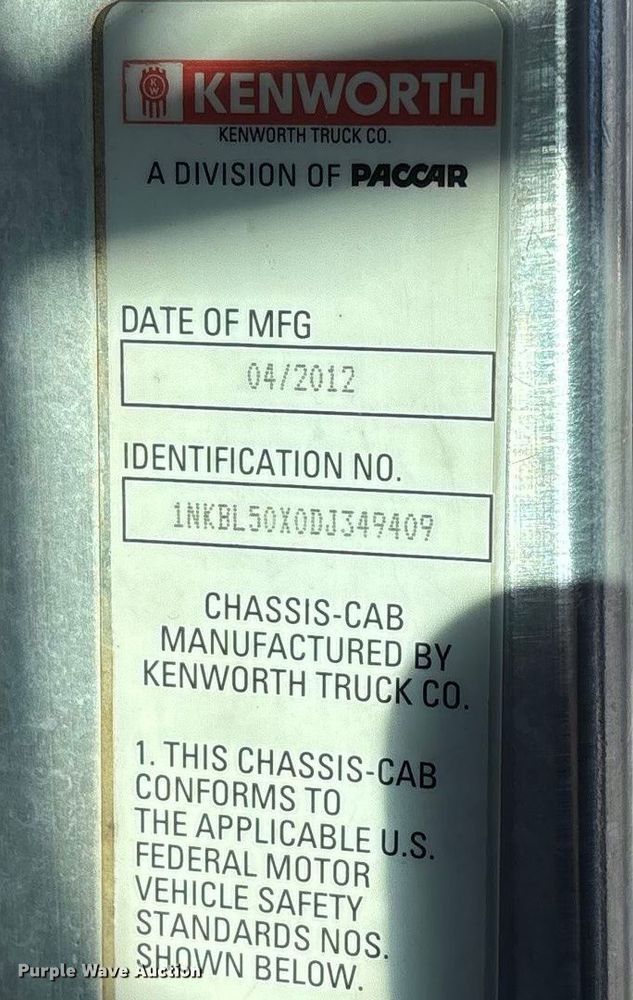 KW KENWORTH
KENWORTH TRUCK CO.
A DIVISION OF PACCAR
DATE OF MFG
04/2012
IDENTIFICATION NO.
1NKBL50X0DJ349409
CHASSIS-CAB
MANUFACTURED BY
KENWORTH TRUCK CO.
1. THIS CHASSIS-CAB
CONFORMS TO
THE APPLICABLE U.S.
FEDERAL MOTOR
VEHICLE SAFETY
STANDARDS NOS.
SHOWN BELOW.
Purple Wave Auction